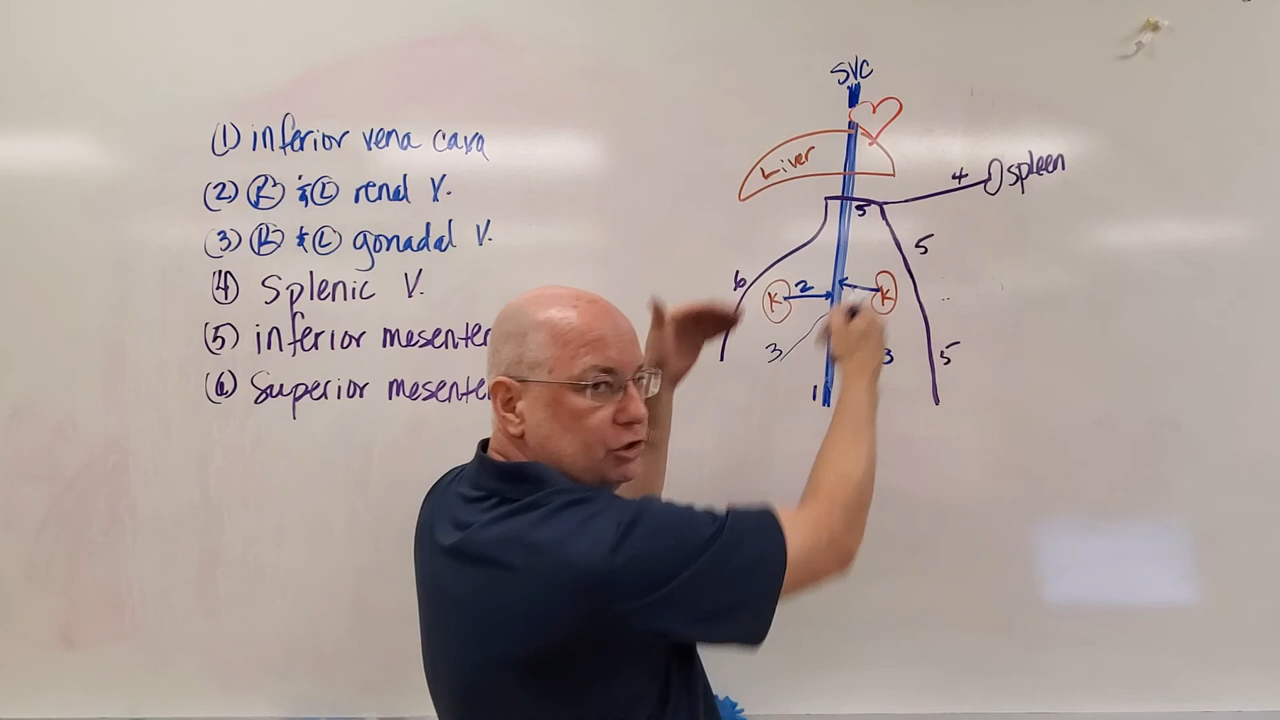 (1) inferior vena cava
(2) R & L renal V.
(3) R & L gonadal V.
(4) Splenic V.
(5) inferior mesenter
(6) Superior mesenter
SVC
Liver
4 spleen
5
5
6
K 2 K
3 3 5
1